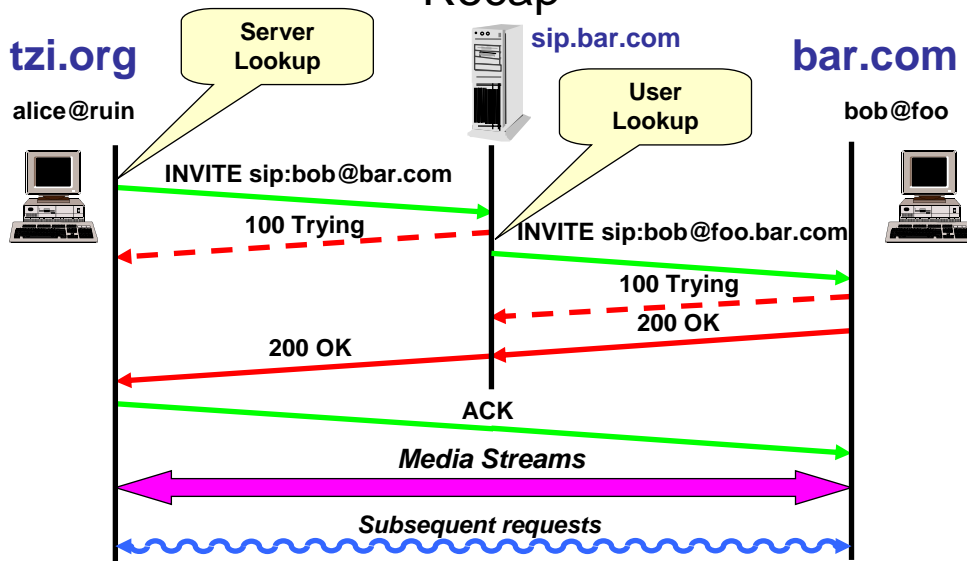 Recap
Server
Lookup
sip.bar.com
tzi.org
bar.com
User
Lookup
alice@ruin
bob@foo
INVITE sip:bob@bar.com
100 Trying
INVITE sip:bob@foo.bar.com
100 Trying
200 OK
200 OK
ACK
Media Streams
Subsequent requests